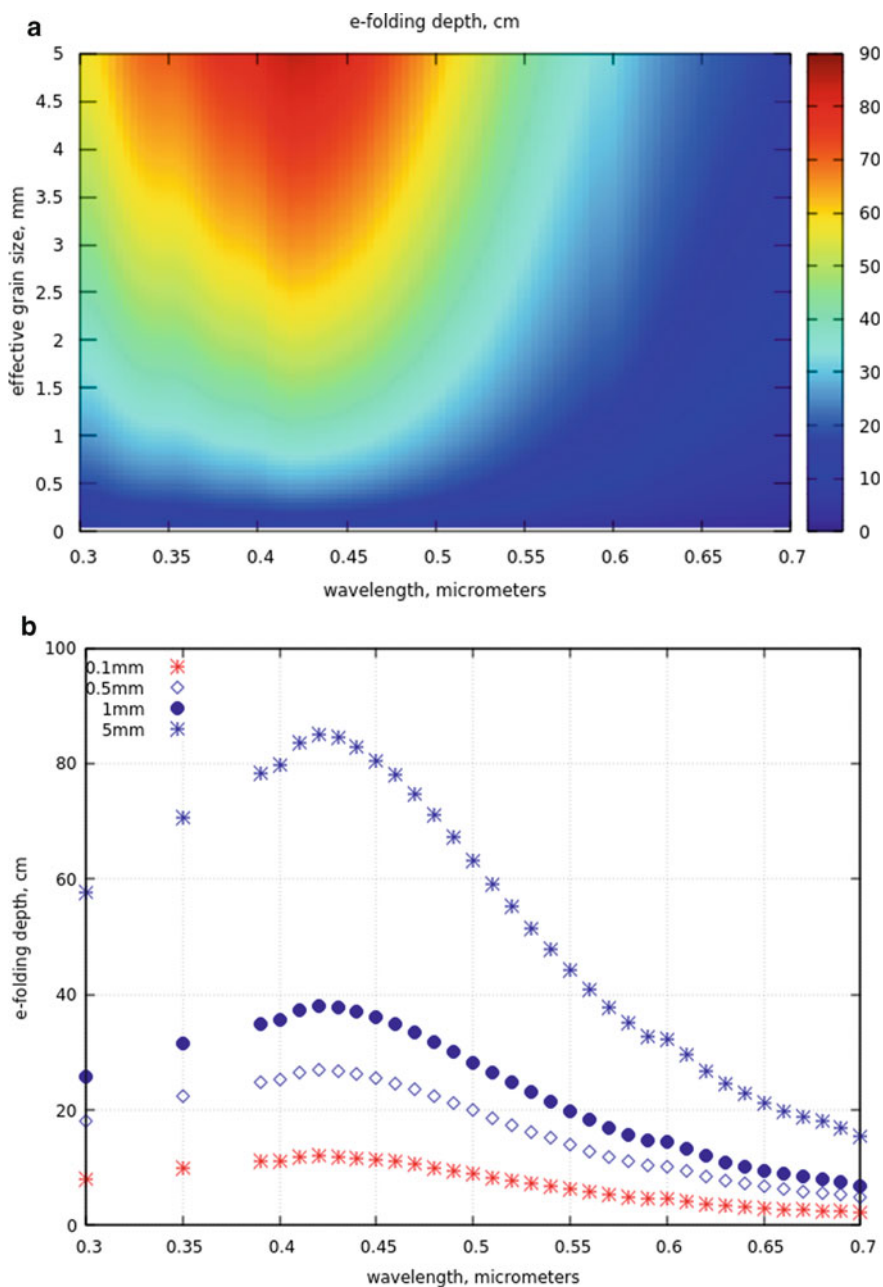 a
e-folding depth, cm
effective grain size, mm
5
4.5
4
3.5
3
2.5
2
1.5
1
0.5
0
0.3 0.35 0.4 0.45 0.5 0.55 0.6 0.65 0.7
wavelength, micrometers
90
80
70
60
50
40
30
20
10
0
b
0.1mm
0.5mm
1mm
5mm
e-folding depth, cm
100
80
60
40
20
0
0.3 0.35 0.4 0.45 0.5 0.55 0.6 0.65 0.7
wavelength, micrometers